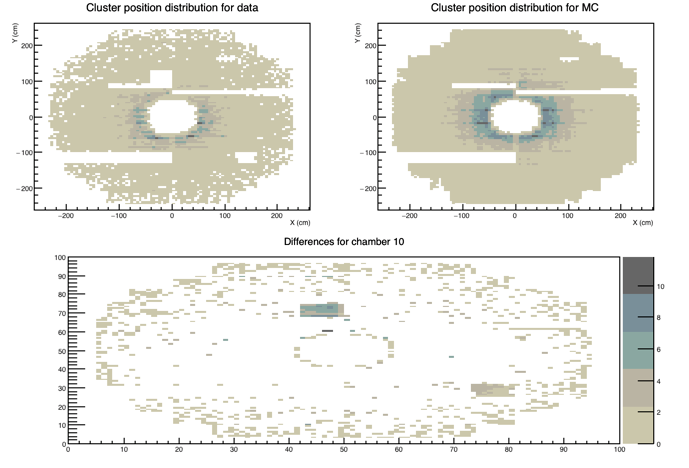 Cluster position distribution for data
Cluster position distribution for MC
Y (cm)
200
100
0
−100
−200
−200 −100 0 100 200
X (cm)
Y (cm)
200
100
0
−100
−200
−200 −100 0 100 200
X (cm)
Differences for chamber 10
100
90
80
70
60
50
40
30
20
10
0
0 10 20 30 40 50 60 70 80 90 100
10
8
6
4
2
0